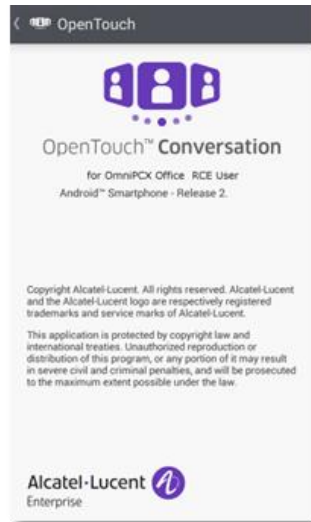 OpenTouch
OpenTouch™ Conversation
for OmniPCX Office RCE User
Android™ Smartphone - Release 2.
Copyright Alcatel-Lucent. All rights reserved. Alcatel-Lucent
and the Alcatel-Lucent logo are respectively registered
trademarks and service marks of Alcatel-Lucent.
This application is protected by copyright law and
international treaties. Unauthorized reproduction or
distribution of this program, or any portion of it may result
in severe civil and criminal penalties, and will be prosecuted
to the maximum extent possible under the law.
Alcatel·Lucent
Enterprise